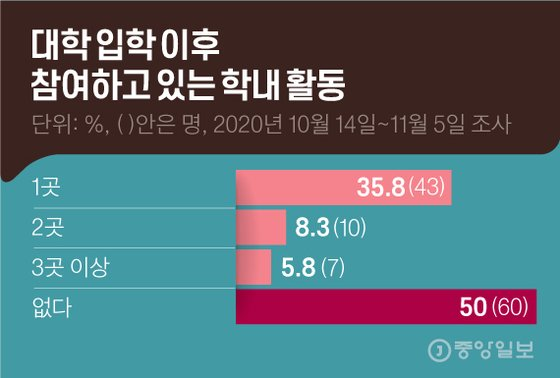 대학 입학 이후
참여하고 있는 학내 활동
단위: %, ( )안은 명, 2020년 10월 14일~11월 5일 조사
1곳 35.8(43)
2곳 8.3(10)
3곳 이상 5.8(7)
없다 50(60)
J 중앙일보